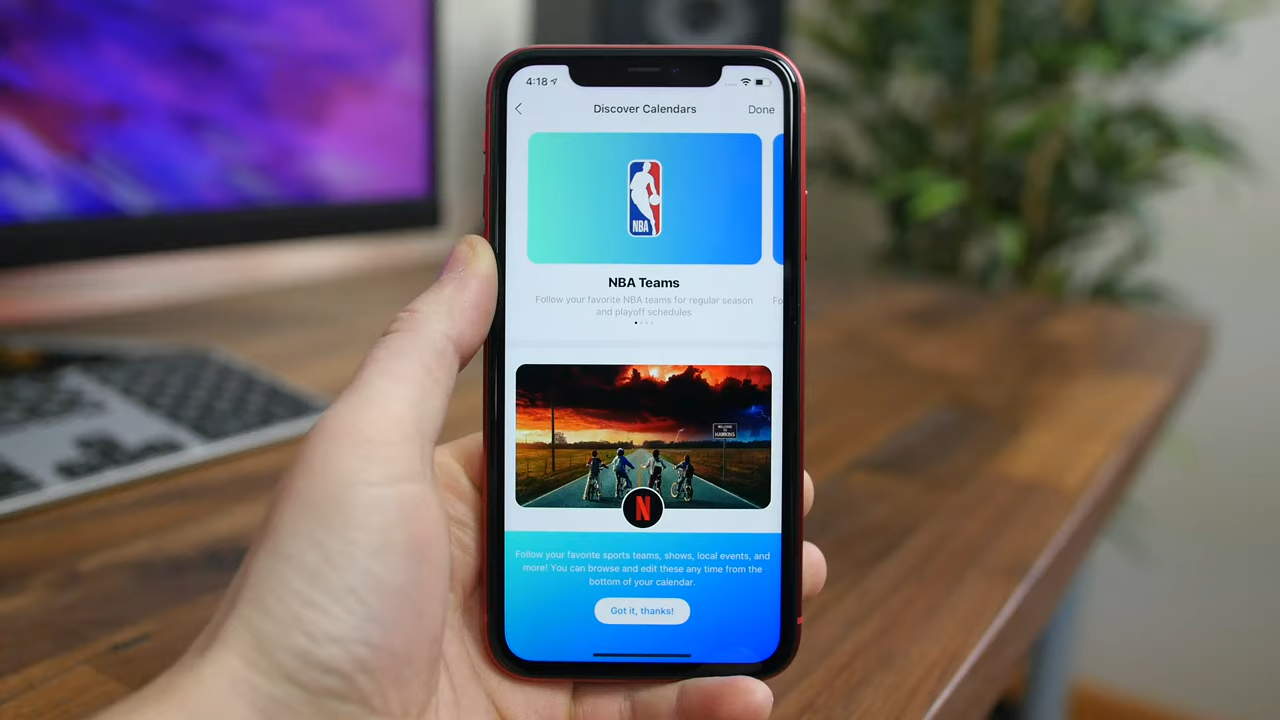 4:18
Discover Calendars
Done
NBA
NBA Teams
Follow your favorite NBA teams for regular season
and playoff schedules
Fo
WELCOME
TO
HAWKINS
N
Follow your favorite sports teams, shows, local events, and
more! You can browse and edit these any time from the
bottom of your calendar.
Got it, thanks!